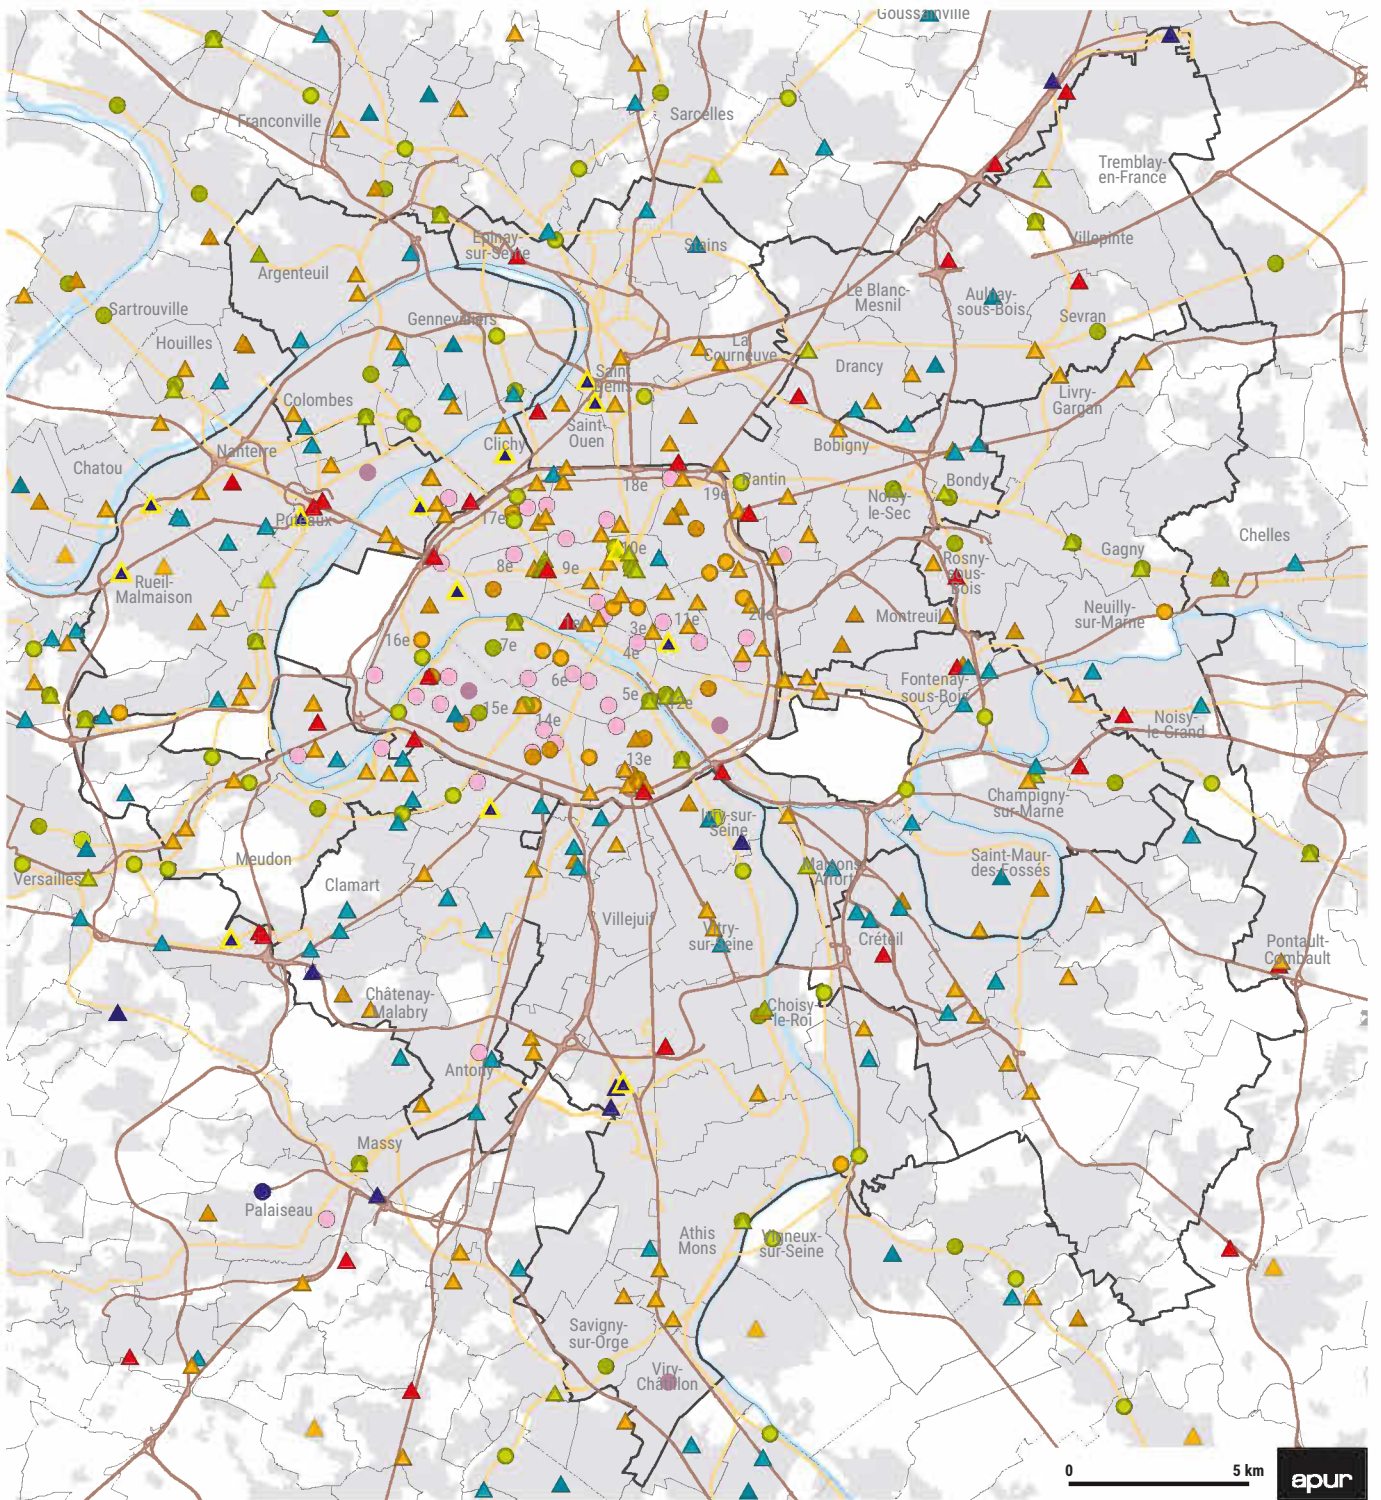 Goussainville
Franconville
Sarcelles
Tremblay-
en-France
Villepinte
Epinay-
sur-Seine
Stains
Argenteuil
Le Blanc-
Mesnil
Aulnay-
sous-Bois
Sevran
Sartrouville
Gennevilliers
Houilles
La
Courneuve
Drancy
Saint
Denis
Livry-
Gargan
Colombes
Saint-
Ouen
Clichy
Bobigny
Nanterre
Chatou
18e
19e
Pantin
Bondy
Noisy-
le-Sec
Puteaux
17e
Chelles
10e
Gagny
8e
9e
Rosny-
sous-
Bois
Rueil-
Malmaison
1er
3e
11e
20e
Montreuil
Neuilly-
sur-Marne
16e
7e
4e
6e
5e
12e
Fontenay-
sous-Bois
15e
14e
Noisy-
le-Grand
13e
Champigny-
sur-Marne
Ivry-sur-
Seine
Meudon
Versailles
Clamart
Maisons-
Alfort
Saint-Maur-
des-Fossés
Villejuif
Vitry-
sur-Seine
Créteil
Pontault-
Combault
Châtenay-
Malabry
Choisy-
le-Roi
Antony
Massy
Palaiseau
Athis
Mons
Vigneux-
sur-Seine
Savigny-
sur-Orge
Viry-
Châtillon
0 5 km
apur